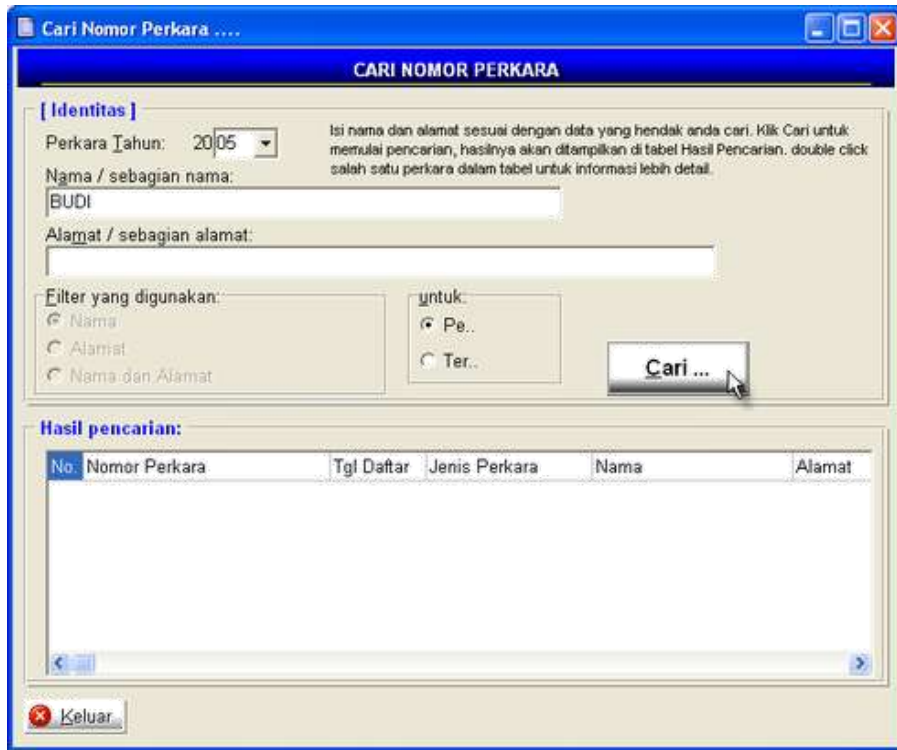 Cari Nomor Perkara ....
CARI NOMOR PERKARA
[ Identitas ]
Perkara Tahun: 20 05
Isi nama dan alamat sesuai dengan data yang hendak anda cari. Klik Cari untuk
memulai pencarian, hasilnya akan ditampilkan di tabel Hasil Pencarian. double click
salah satu perkara dalam tabel untuk informasi lebih detail.
Nama / sebagian nama:
BUDI
Alamat / sebagian alamat:
Filter yang digunakan:
Nama
Alamat
Nama dan Alamat
untuk:
Pe..
Ter..
Cari ...
Hasil pencarian:
No. Nomor Perkara Tgl Daftar Jenis Perkara Nama Alamat
Keluar